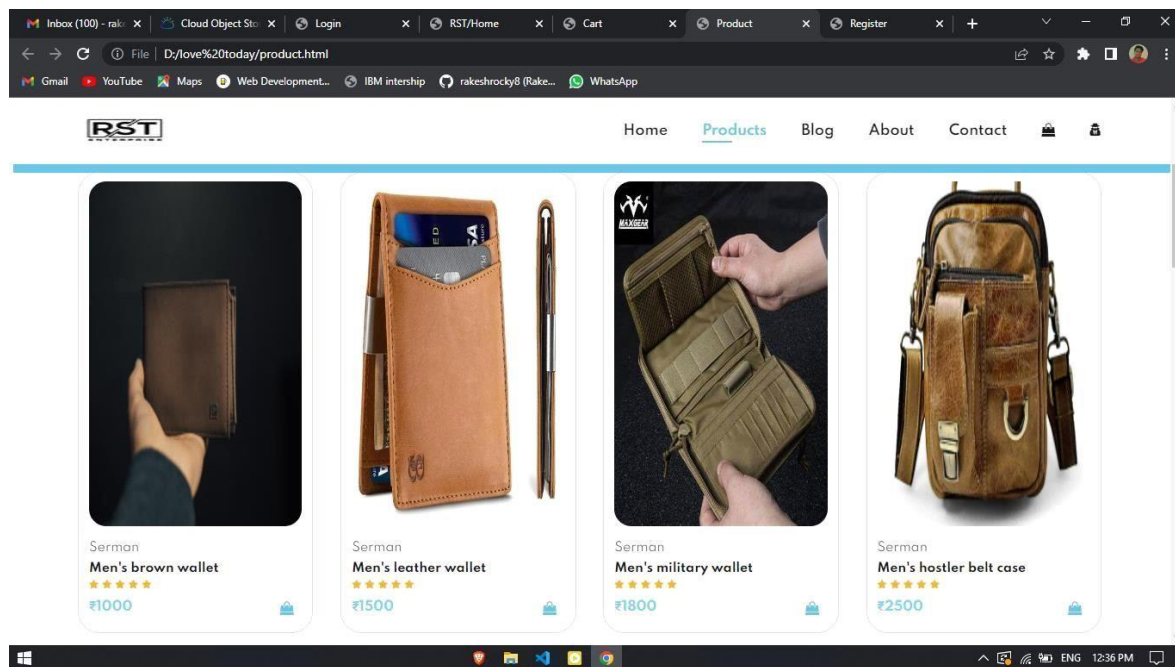 Inbox (100) - rak
Cloud Object Sto
Login
RST/Home
Cart
Product
Register
File | D:/love%20today/product.html
Gmail
YouTube
Maps
Web Development...
IBM intership
rakeshrocky8 (Rake...
WhatsApp
RST
ENTERPRISE
Home
Products
Blog
About
Contact
VISA
MAXGEAR
Serman
Men's brown wallet
₹1000
Serman
Men's leather wallet
₹1500
Serman
Men's military wallet
₹1800
Serman
Men's hostler belt case
₹2500
ENG
12:36 PM